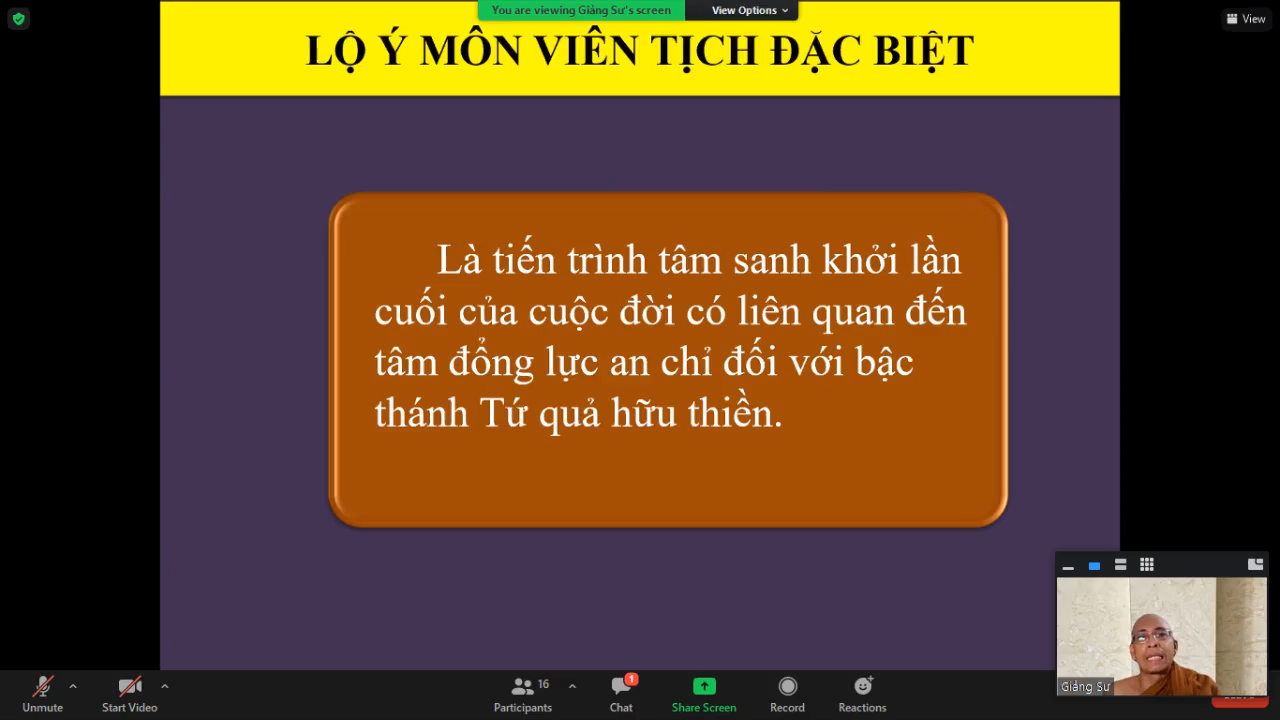 You are viewing Giảng Sư's screen
View Options
View
LỘ Ý MÔN VIÊN TỊCH ĐẶC BIỆT
Là tiến trình tâm sanh khởi lần
cuối của cuộc đời có liên quan đến
tâm đổng lực an chỉ đối với bậc
thánh Tứ quả hữu thiền.
Giảng Sư
16
1
Unmute
Start Video
Participants
Chat
Share Screen
Record
Reactions